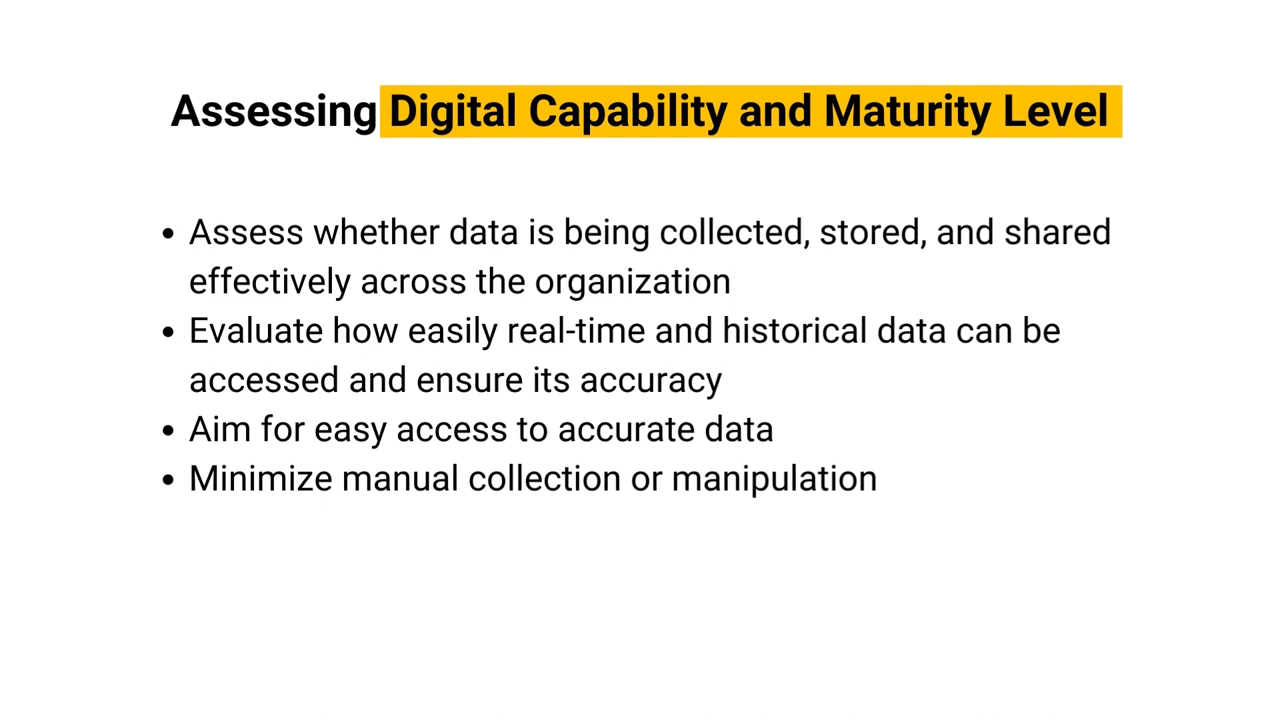 Assessing Digital Capability and Maturity Level
• Assess whether data is being collected, stored, and shared
effectively across the organization
• Evaluate how easily real-time and historical data can be
accessed and ensure its accuracy
• Aim for easy access to accurate data
• Minimize manual collection or manipulation